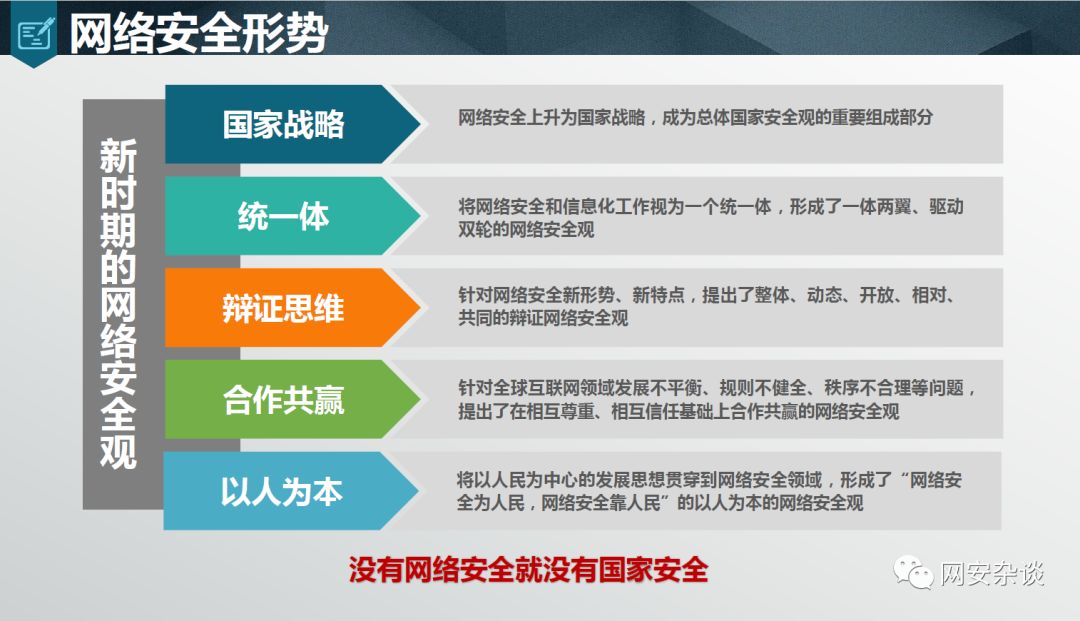 网络安全形势
新时期的网络安全观
国家战略
网络安全上升为国家战略，成为总体国家安全观的重要组成部分
统一体
将网络安全和信息化工作视为一个统一体，形成了一体两翼、驱动
双轮的网络安全观
辩证思维
针对网络安全新形势、新特点，提出了整体、动态、开放、相对、
共同的辩证网络安全观
合作共赢
针对全球互联网领域发展不平衡、规则不健全、秩序不合理等问题，
提出了在相互尊重、相互信任基础上合作共赢的网络安全观
以人为本
将以人民为中心的发展思想贯穿到网络安全领域，形成了“网络安
全为人民，网络安全靠人民”的以人为本的网络安全观
没有网络安全就没有国家安全
网安杂谈